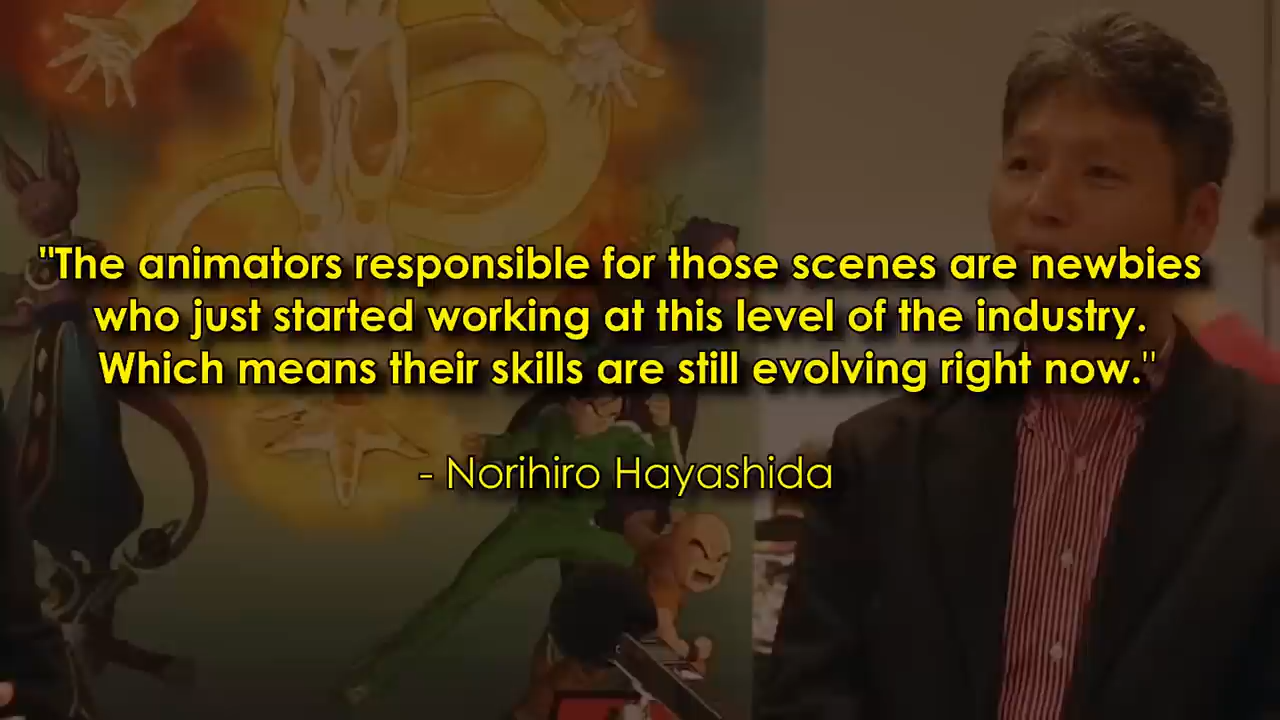 "The animators responsible for those scenes are newbies
who just started working at this level of the industry.
Which means their skills are still evolving right now."
- Norihiro Hayashida